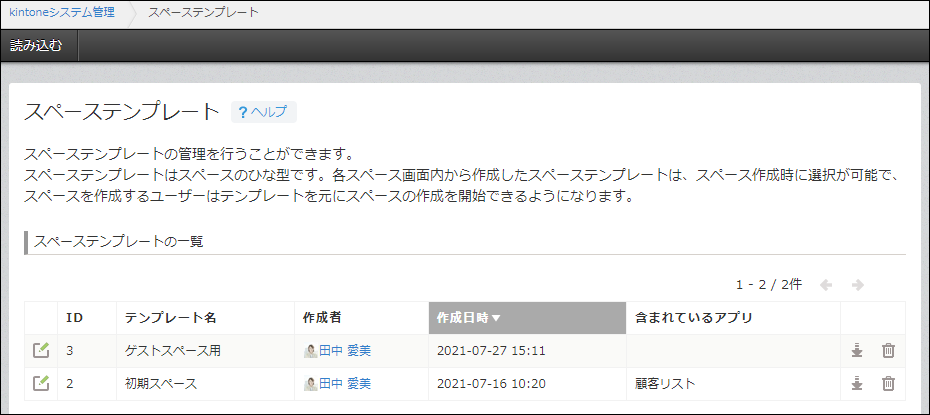 kintoneシステム管理 スペーステンプレート
読み込む
スペーステンプレート ?ヘルプ
スペーステンプレートの管理を行うことができます。
スペーステンプレートはスペースのひな型です。各スペース画面内から作成したスペーステンプレートは、スペース作成時に選択が可能で、
スペースを作成するユーザーはテンプレートを元にスペースの作成を開始できるようになります。
スペーステンプレートの一覧
1 - 2 / 2件
ID テンプレート名 作成者 作成日時▼ 含まれているアプリ
3 ゲストスペース用 田中 愛美 2021-07-27 15:11
2 初期スペース 田中 愛美 2021-07-16 10:20 顧客リスト